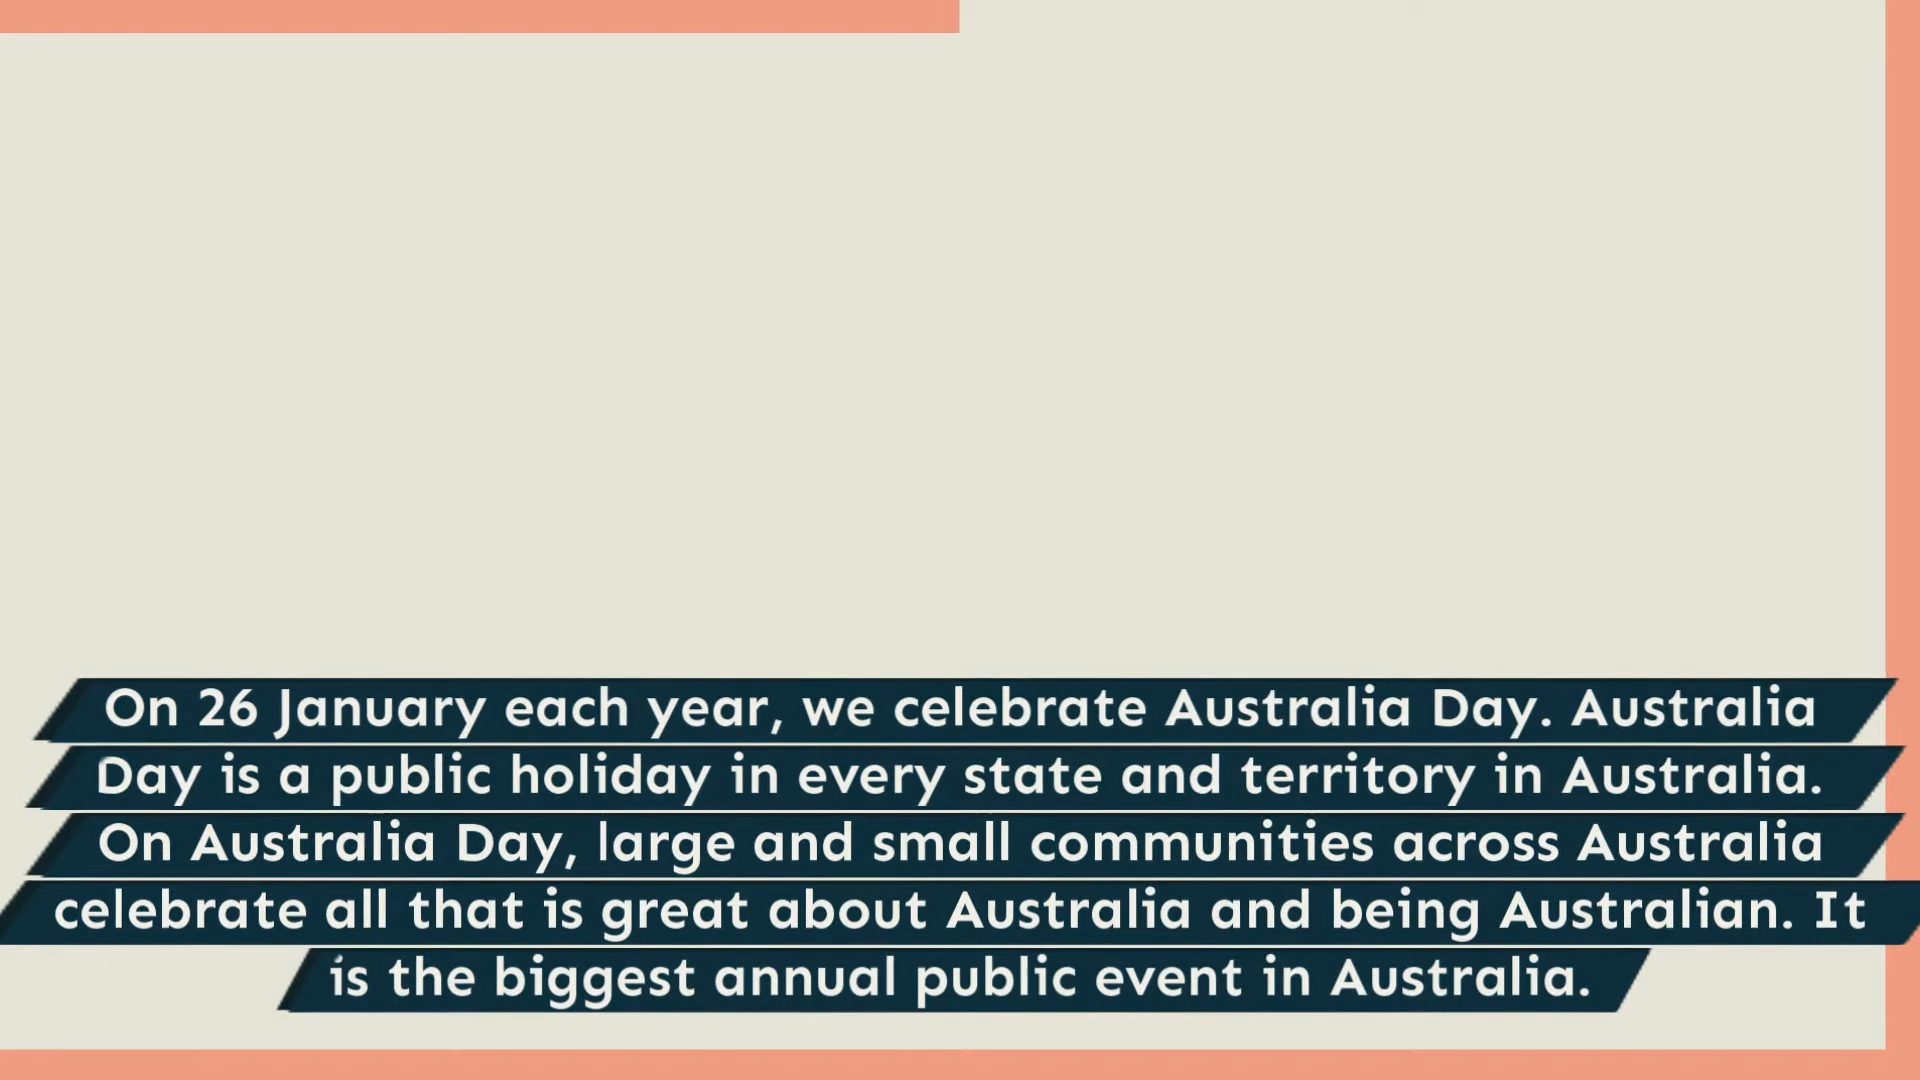 On 26 January each year, we celebrate Australia Day. Australia
Day is a public holiday in every state and territory in Australia.
On Australia Day, large and small communities across Australia
celebrate all that is great about Australia and being Australian. It
is the biggest annual public event in Australia.